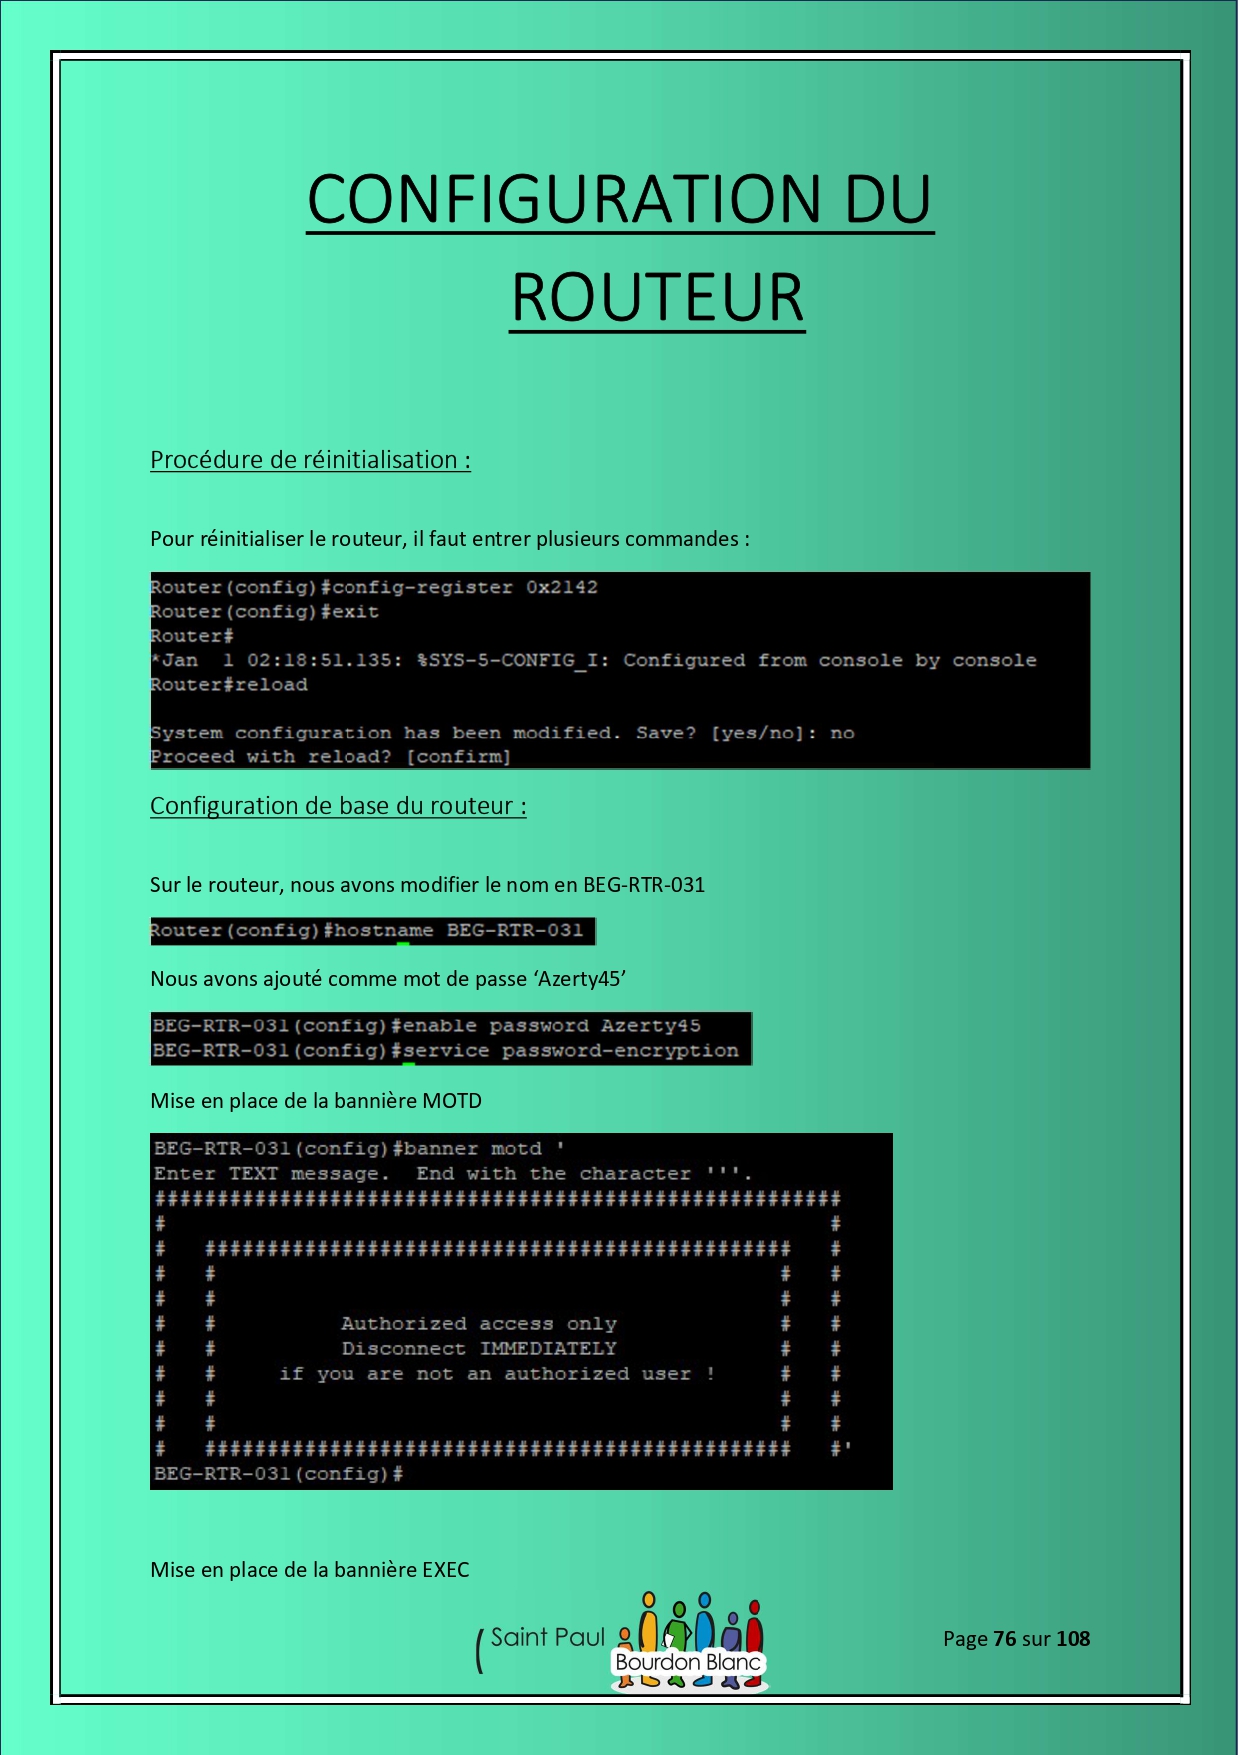 CONFIGURATION DU
ROUTEUR
Procédure de réinitialisation :
Pour réinitialiser le routeur, il faut entrer plusieurs commandes :
Router(config)#config-register 0x2142
Router(config)#exit
Router#
*Jan  1 02:18:51.135: %SYS-5-CONFIG_I: Configured from console by console
Router#reload
System configuration has been modified. Save? [yes/no]: no
Proceed with reload? [confirm]
Configuration de base du routeur :
Sur le routeur, nous avons modifier le nom en BEG-RTR-031
Router(config)#hostname BEG-RTR-031
Nous avons ajouté comme mot de passe ‘Azerty45’
BEG-RTR-031(config)#enable password Azerty45
BEG-RTR-031(config)#service password-encryption
Mise en place de la bannière MOTD
BEG-RTR-031(config)#banner motd '
Enter TEXT message.  End with the character '''.
#######################################################
#                                                     #
#   ###############################################   #
#   #                                             #   #
#   #                                             #   #
#   #          Authorized access only             #   #
#   #          Disconnect IMMEDIATELY             #   #
#   #     if you are not an authorized user !     #   #
#   #                                             #   #
#   #                                             #   #
#   ###############################################   #'
BEG-RTR-031(config)#
Mise en place de la bannière EXEC
Saint Paul
Bourdon Blanc
Page 76 sur 108